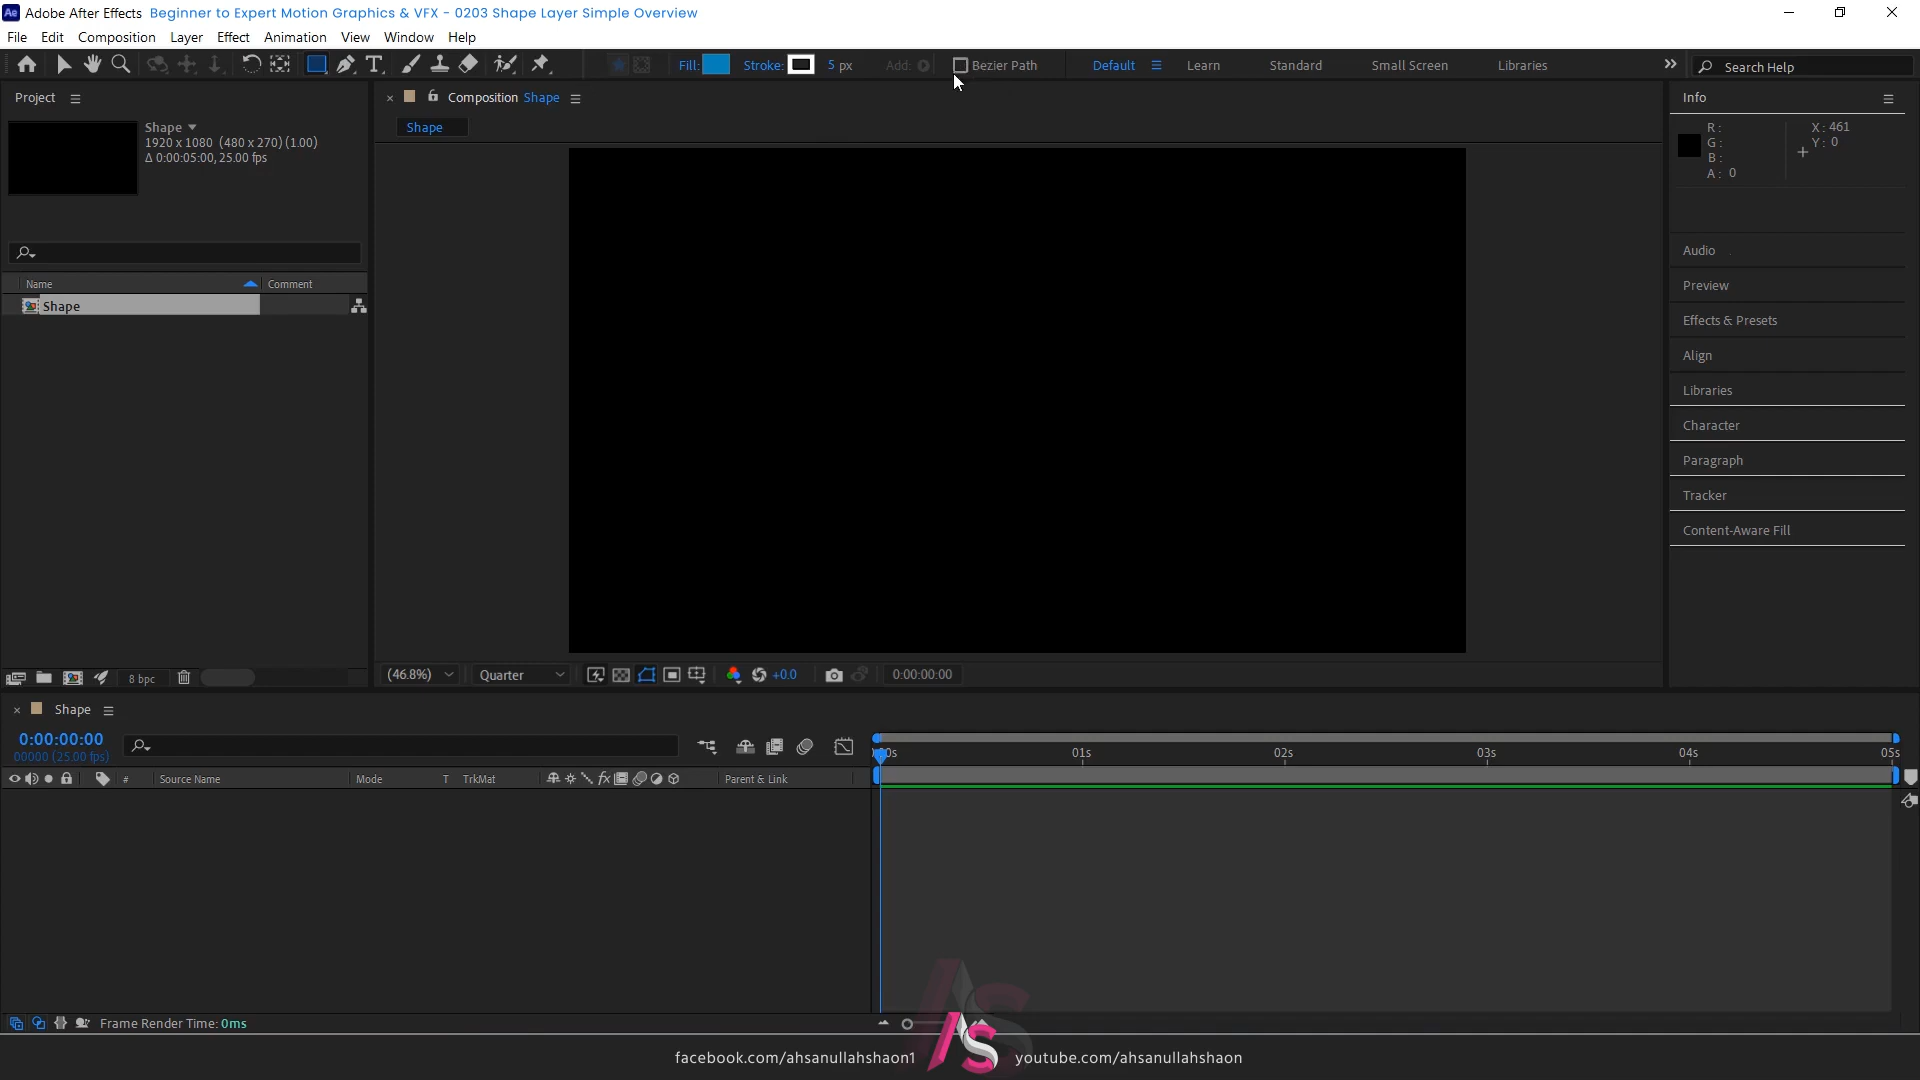 Ae Adobe After Effects Beginner to Expert Motion Graphics & VFX - 0203 Shape Layer Simple Overview
File Edit Composition Layer Effect Animation View Window Help
Fill: Stroke: 5 px Add: Bezier Path Default Learn Standard Small Screen Libraries Search Help
Project
Composition Shape
Info
Shape
Shape
1920 x 1080 (480 x 270) (1.00)
Δ 0:00:05:00, 25.00 fps
R:
G:
B:
A: 0
X: 461
Y: 0
Audio
Preview
Effects & Presets
Align
Libraries
Character
Paragraph
Tracker
Content-Aware Fill
Name Comment
Shape
8 bpc
(46.8%) Quarter +0.0 0:00:00:00
Shape
0:00:00:00
00000 (25.00 fps)
0s 01s 02s 03s 04s 05s
# Source Name Mode T TrkMat fx Parent & Link
Frame Render Time: 0ms
facebook.com/ahsanullahshaon1 AS youtube.com/ahsanullahshaon